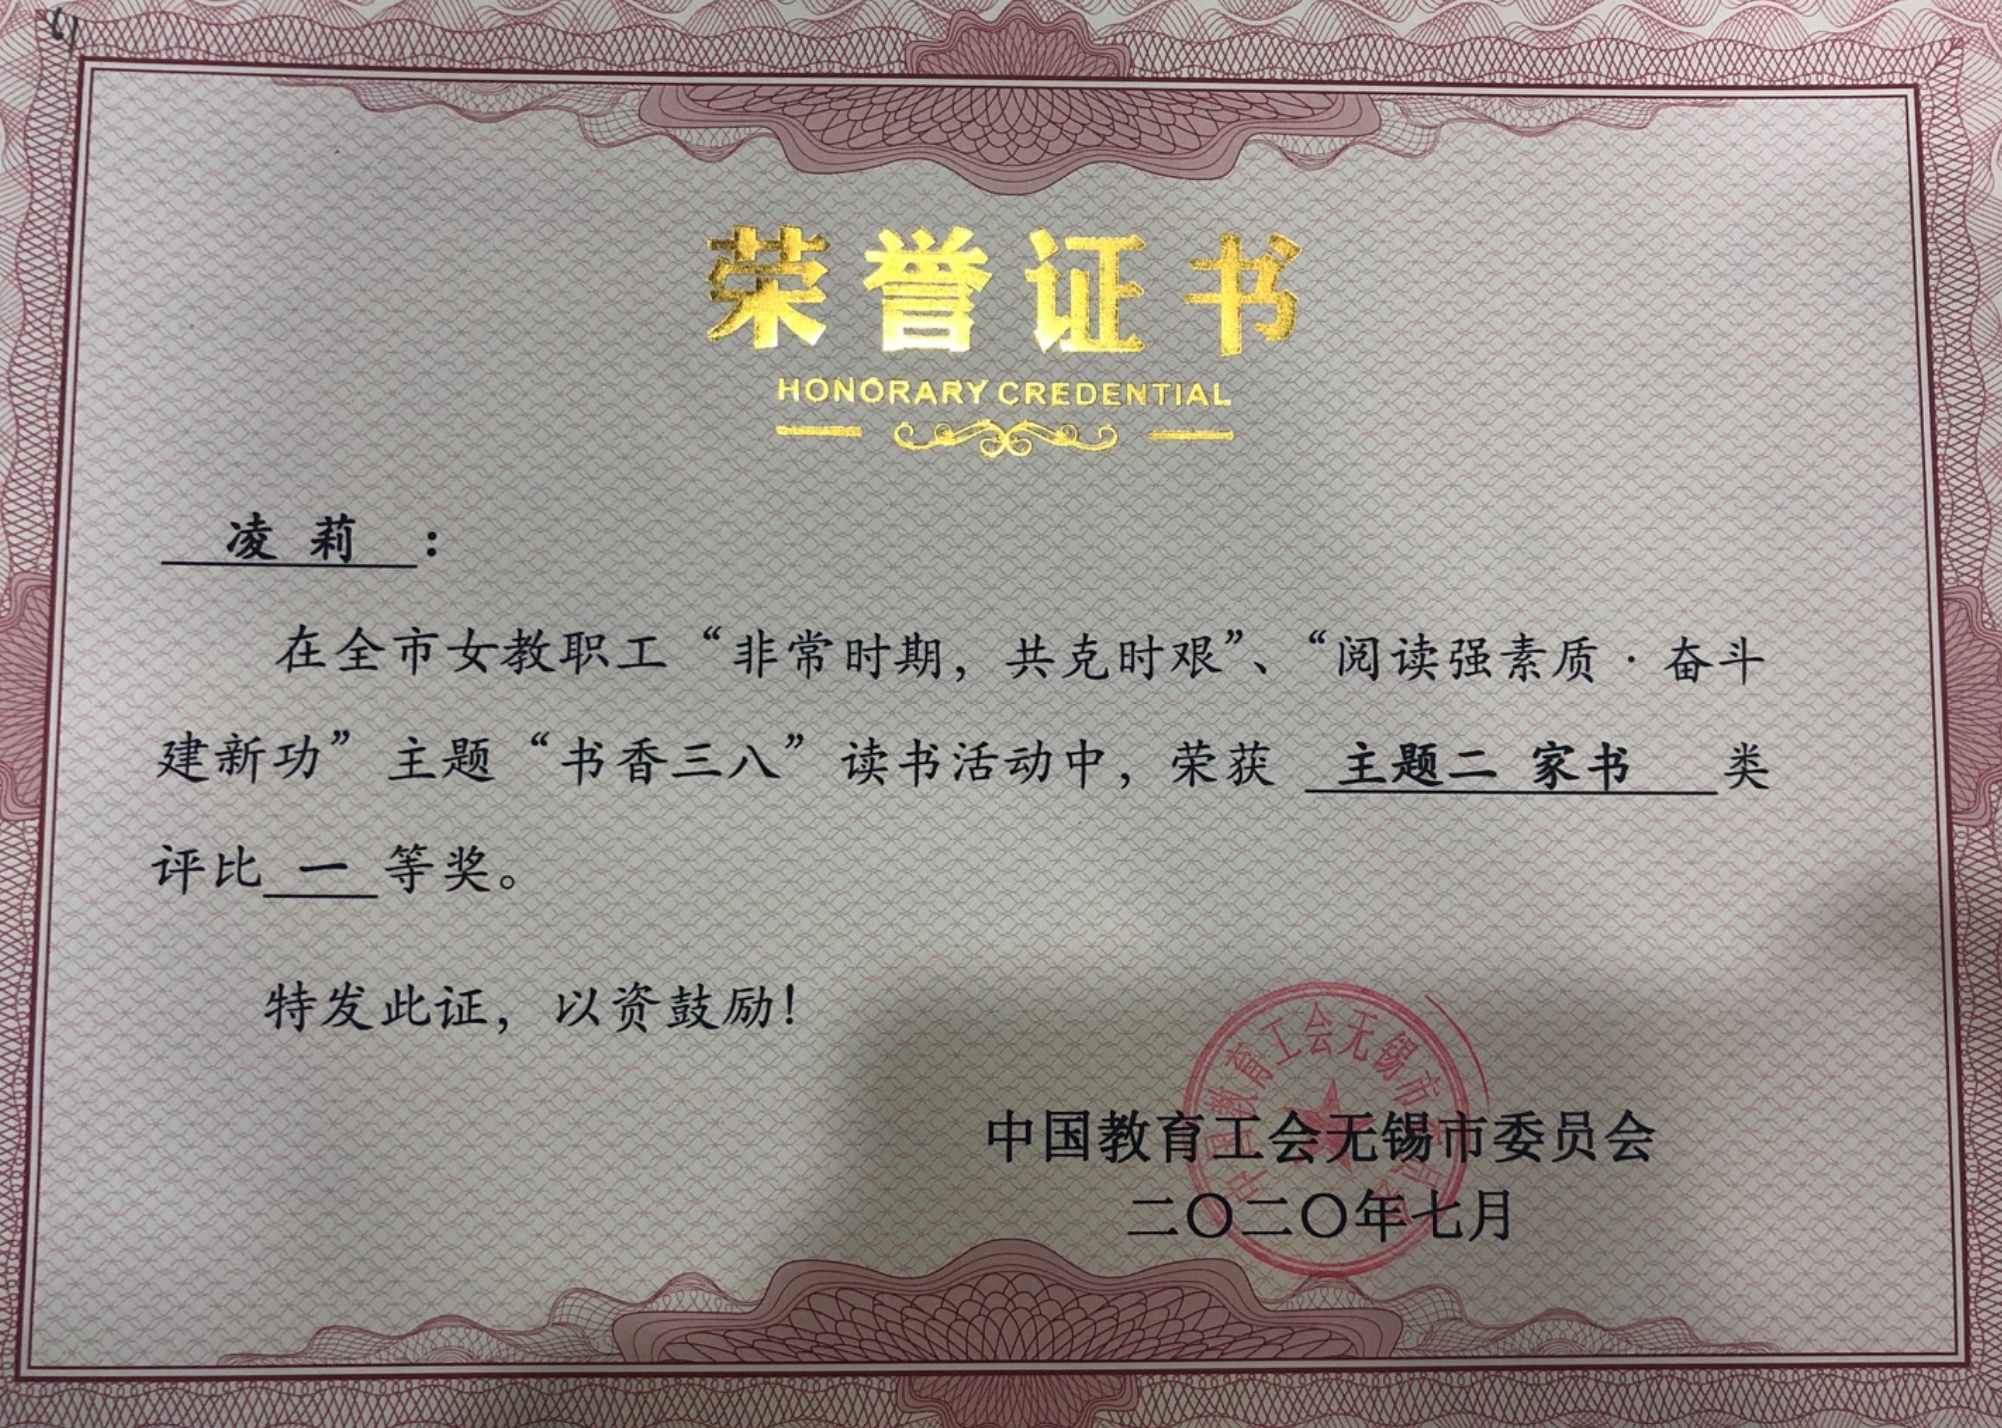 荣誉证书
HONORARY CREDENTIAL
凌 莉 ：
在全市女教职工“非常时期，共克时艰”、“阅读强素质·奋斗
建新功”主题“书香三八”读书活动中，荣获 主题二 家书 类
评比 一 等奖。
特发此证，以资鼓励！
中国教育工会无锡市委员会
二〇二〇年七月